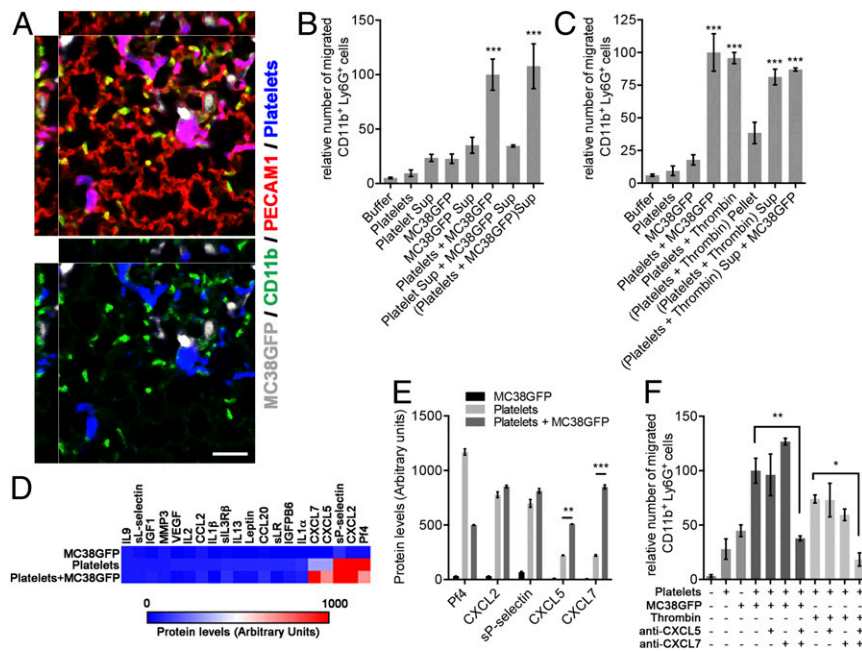 A
MC38GFP / CD11b / PECAM1 / Platelets
B
relative number of migrated
CD11b+ Ly6G+ cells
150
100
50
0
***
***
Buffer
Platelets
Platelet Sup
MC38GFP
MC38GFP Sup
Platelets + MC38GFP
Platelet Sup + MC38GFP Sup
(Platelets + MC38GFP)Sup
C
relative number of migrated
CD11b+ Ly6G+ cells
125
100
75
50
25
0
***
***
***
***
Buffer
Platelets
MC38GFP
Platelets + MC38GFP
Platelets + Thrombin
(Platelets + Thrombin) Pellet
(Platelets + Thrombin) Sup
(Platelets + Thrombin) Sup + MC38GFP
D
IL9
sL-selectin
IGF1
MMP3
VEGF
IL2
CCL2
IL1β
sIL3Rβ
IL13
Leptin
CCL20
sLR
IGFPB6
IL1α
CXCL7
CXCL5
sP-selectin
CXCL2
Pf4
MC38GFP
Platelets
Platelets+MC38GFP
0
1000
Protein levels (Arbitrary Units)
E
MC38GFP
Platelets
Platelets + MC38GFP
Protein levels (Arbitrary units)
1500
1000
500
0
**
***
Pf4
CXCL2
sP-selectin
CXCL5
CXCL7
F
relative number of migrated
CD11b+ Ly6G+ cells
150
100
50
0
**
*
Platelets - + - + + + + + + + +
MC38GFP - - + + + + + - - - -
Thrombin - - - - - - - + + + +
anti-CXCL5 - - - - + - + - + - +
anti-CXCL7 - - - - - + + - - + +